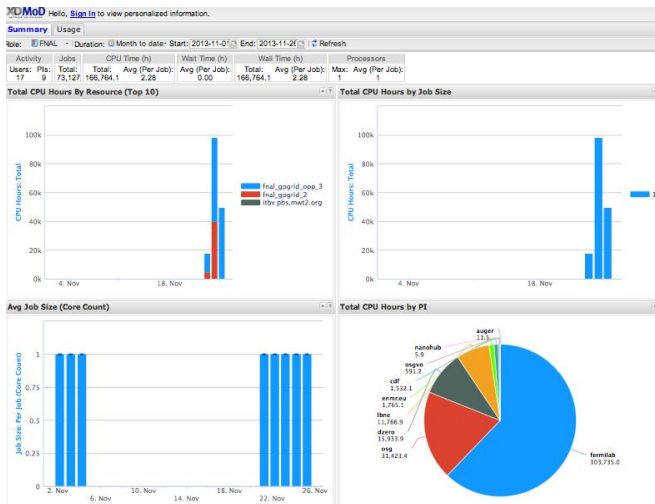 XDMoD Hello, Sign In to view personalized information.
Summary Usage
Role: FNAL Duration: Month to date Start: 2013-11-01 End: 2013-11-26 Refresh
Activity Jobs CPU Time (h) Wait Time (h) Wall Time (h) Processors
Users: PIs: Total: Total: Avg (Per Job): Avg (Per Job): Total: Avg (Per Job): Max: Avg (Per Job):
17 9 73,127 166,764.1 2.28 0.00 166,764.1 2.28 1 1
Total CPU Hours By Resource (Top 10)
CPU Hours: Total
100k
80k
60k
40k
20k
0k
4. Nov 18. Nov
fnal_gpgrid_opp_3
fnal_gpgrid_2
itbv-pbs.mwt2.org
Total CPU Hours by Job Size
CPU Hours: Total
100k
80k
60k
40k
20k
0k
4. Nov 18. Nov
1
Avg Job Size (Core Count)
Job Size: Per Job (Core Count)
1
0.75
0.5
0.25
0
2. Nov 6. Nov 10. Nov 14. Nov 18. Nov 22. Nov 26. Nov
Total CPU Hours by PI
auger
11.5
nanohub
5.9
osgvo
591.2
cdf
1,532.1
enmr.eu
1,765.1
lbne
11,766.9
dzero
15,933.9
osg
31,423.4
fermilab
103,735.0